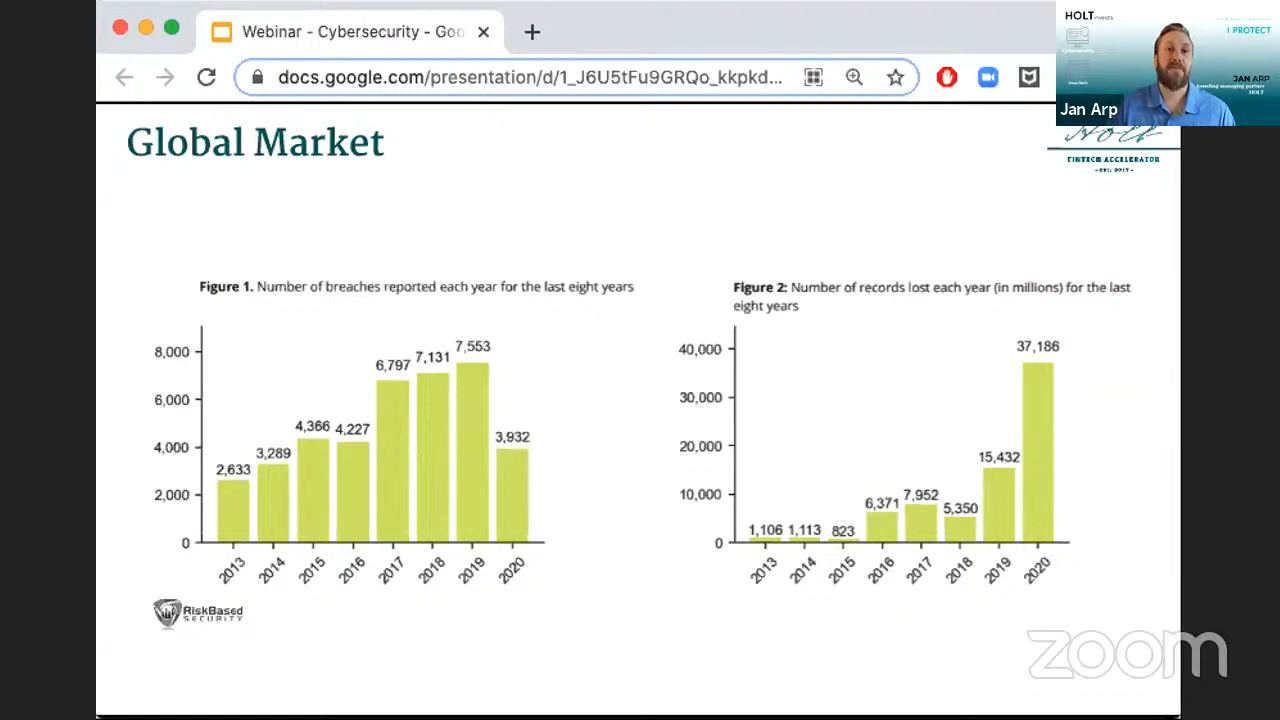 Webinar - Cybersecurity - Goo
docs.google.com/presentation/d/1_J6U5tFu9GRQo_kkpkd...
HOLT
I PROTECT
JAN ARP
founding managing partner
HOLT
Jan Arp
Holt
FINTECH ACCELERATOR
Global Market
Figure 1. Number of breaches reported each year for the last eight years
8,000
6,000
4,000
2,000
0
2,633
3,289
4,366
4,227
6,797
7,131
7,553
3,932
2013
2014
2015
2016
2017
2018
2019
2020
RiskBased
SECURITY
Figure 2: Number of records lost each year (in millions) for the last
eight years
40,000
30,000
20,000
10,000
0
1,106
1,113
823
6,371
7,952
5,350
15,432
37,186
2013
2014
2015
2016
2017
2018
2019
2020
zoom